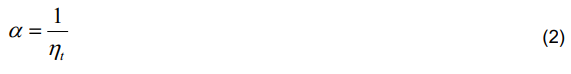 α = 1/η_t (2)